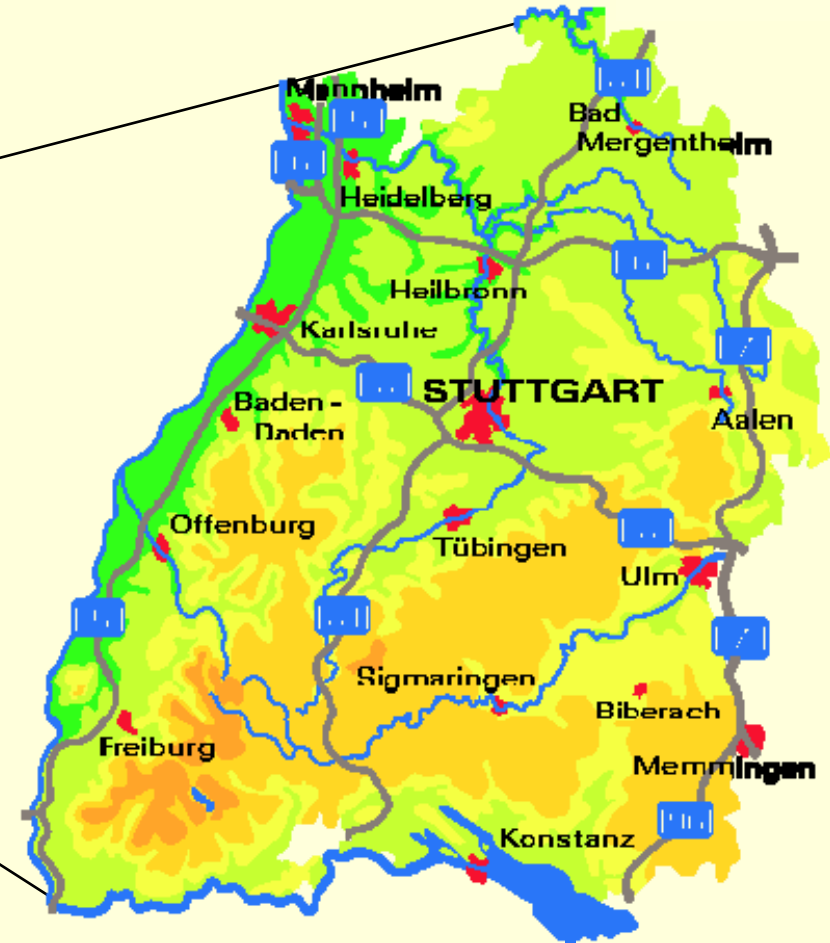 Mannheim
Bad
Mergentheim
Heidelberg
Heilbronn
Karlsruhe
STUTTGART
Baden -
Baden
Aalen
Offenburg
Tübingen
Ulm
Sigmaringen
Biberach
Freiburg
Memmingen
Konstanz